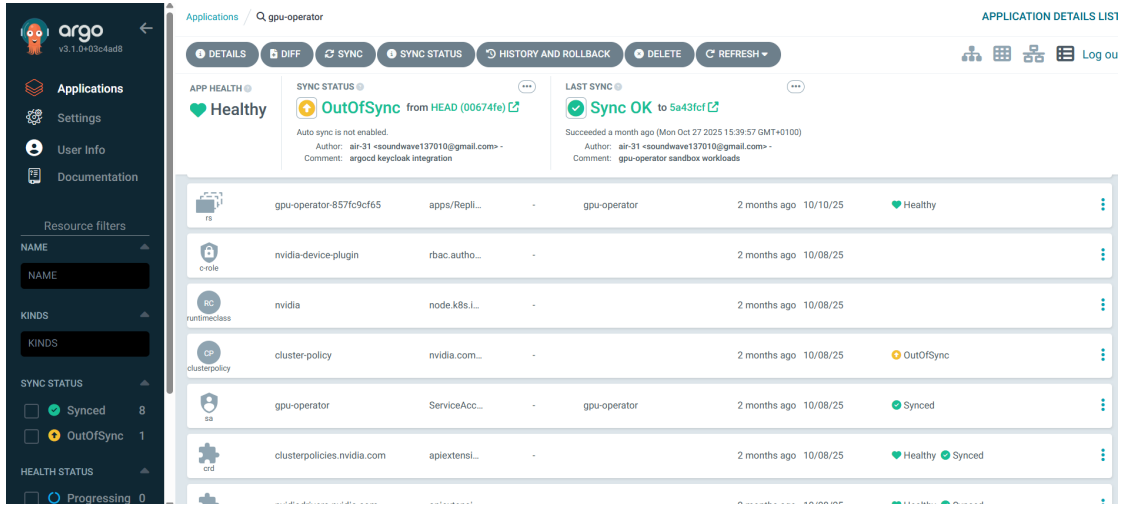 argo
v3.1.0+03c4ad8
Applications
Settings
User Info
Documentation
Resource filters
NAME
NAME
KINDS
KINDS
SYNC STATUS
Synced 8
OutOfSync 1
HEALTH STATUS
Progressing 0
Applications / gpu-operator
APPLICATION DETAILS LIST
DETAILS DIFF SYNC SYNC STATUS HISTORY AND ROLLBACK DELETE REFRESH
Log ou
APP HEALTH
Healthy
SYNC STATUS
OutOfSync from HEAD (00674fe)
Auto sync is not enabled.
Author: air-31 <soundwave137010@gmail.com> -
Comment: argocd keycloak integration
LAST SYNC
Sync OK to 5a43fcf
Succeeded a month ago (Mon Oct 27 2025 15:39:57 GMT+0100)
Author: air-31 <soundwave137010@gmail.com> -
Comment: gpu-operator sandbox workloads
rs
gpu-operator-857fc9cf65 apps/Repli... - gpu-operator 2 months ago 10/10/25 Healthy
c-role
nvidia-device-plugin rbac.autho... - 2 months ago 10/08/25
RC
runtimeclass
nvidia node.k8s.i... - 2 months ago 10/08/25
CP
clusterpolicy
cluster-policy nvidia.com... - 2 months ago 10/08/25 OutOfSync
sa
gpu-operator ServiceAcc... - gpu-operator 2 months ago 10/08/25 Synced
crd
clusterpolicies.nvidia.com apiextensi... - 2 months ago 10/08/25 Healthy Synced